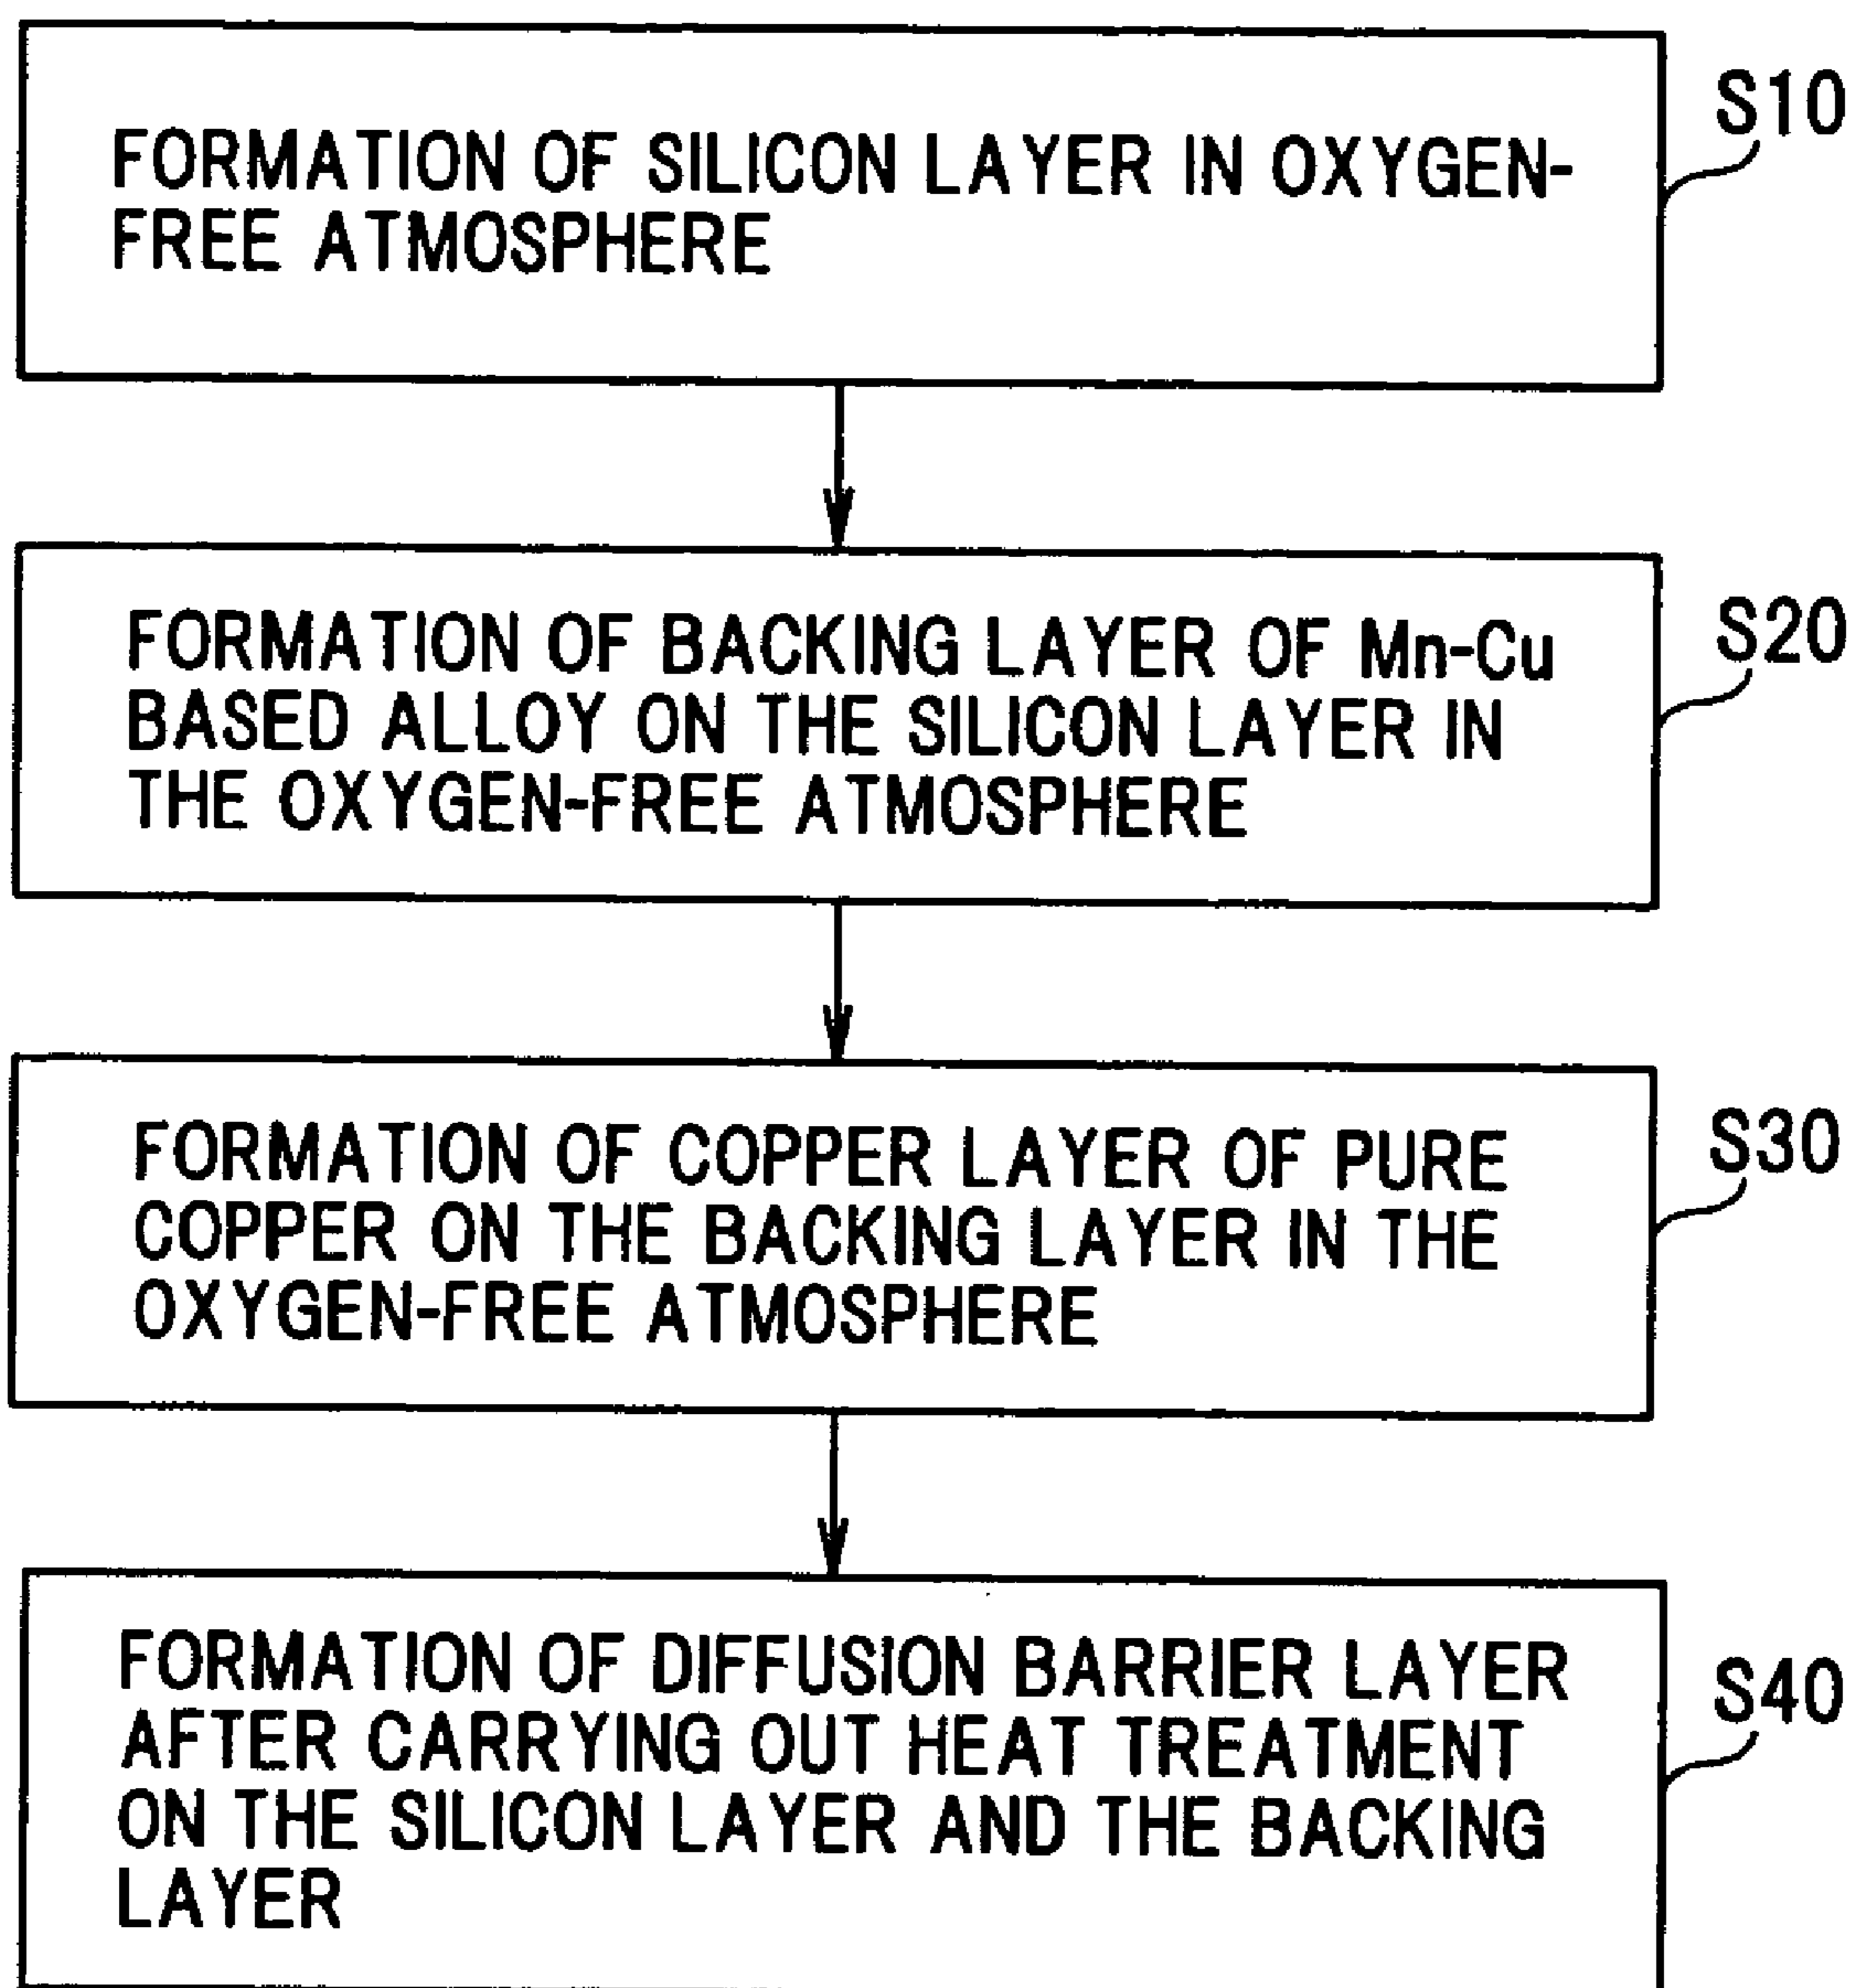 S10
FORMATION OF SILICON LAYER IN OXYGEN-
FREE ATMOSPHERE
S20
FORMATION OF BACKING LAYER OF Mn-Cu
BASED ALLOY ON THE SILICON LAYER IN
THE OXYGEN-FREE ATMOSPHERE
S30
FORMATION OF COPPER LAYER OF PURE
COPPER ON THE BACKING LAYER IN THE
OXYGEN-FREE ATMOSPHERE
S40
FORMATION OF DIFFUSION BARRIER LAYER
AFTER CARRYING OUT HEAT TREATMENT
ON THE SILICON LAYER AND THE BACKING
LAYER